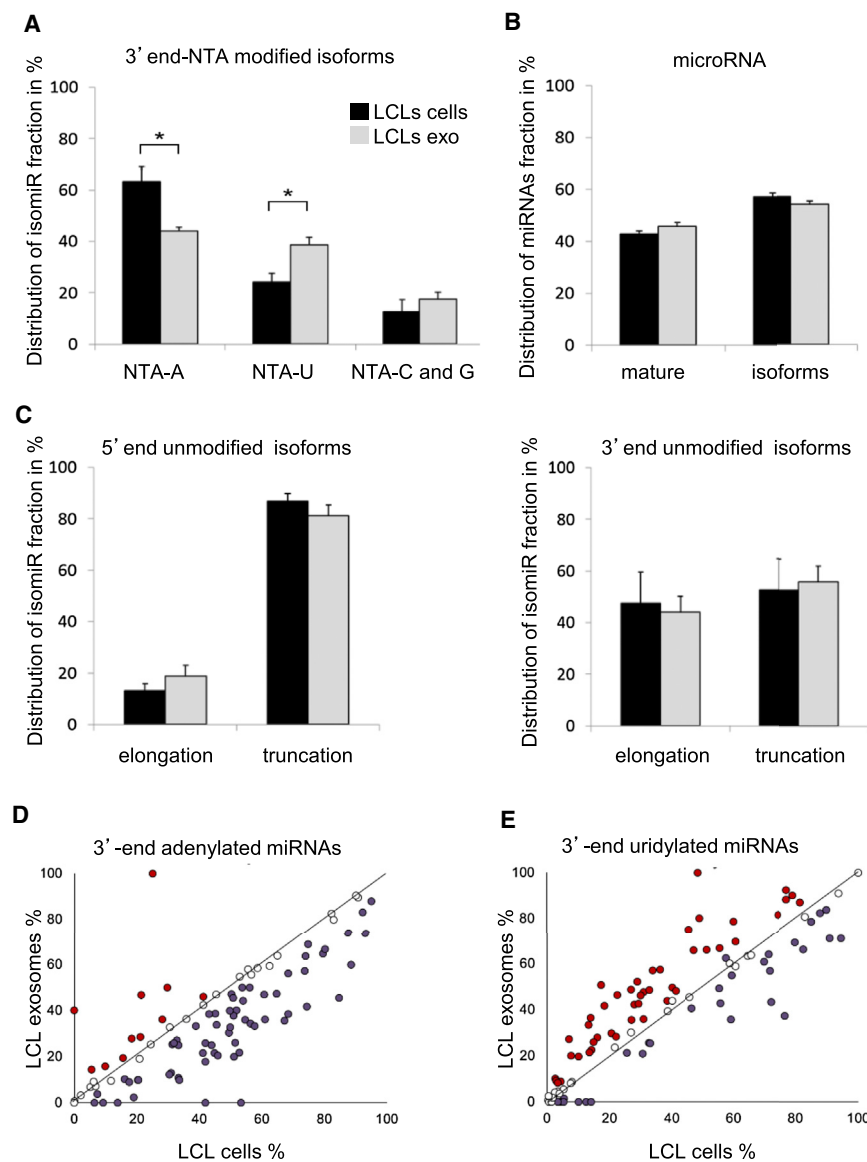 A
3' end-NTA modified isoforms
Distribution of isomiR fraction in %
100
80
60
40
20
0
LCLs cells
LCLs exo
*
*
NTA-A
NTA-U
NTA-C and G
B
microRNA
Distribution of miRNAs fraction in %
100
80
60
40
20
0
mature
isoforms
C
5' end unmodified isoforms
Distribution of isomiR fraction in %
100
80
60
40
20
0
elongation
truncation
3' end unmodified isoforms
Distribution of isomiR fraction in %
100
80
60
40
20
0
elongation
truncation
D
3' -end adenylated miRNAs
LCL exosomes %
100
80
60
40
20
0
0
20
40
60
80
100
LCL cells %
E
3' -end uridylated miRNAs
LCL exosomes %
100
80
60
40
20
0
0
20
40
60
80
100
LCL cells %